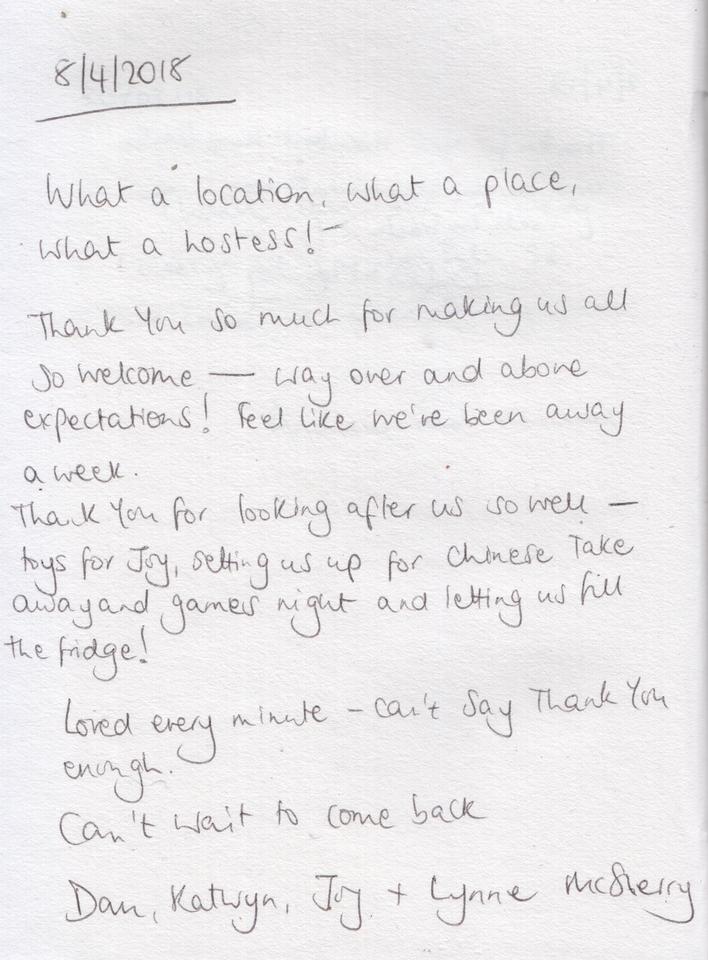 8/4/2018
What a location, what a place,
what a hostess! -
Thank You so much for making us all
so welcome — way over and above
expectations! Feel like we've been away
a week.
Thank You for looking after us so well —
toys for Joy, setting us up for Chinese Take
away and games night and letting us fill
the fridge!
Loved every minute - can't say Thank You
enough.
Can't wait to come back
Dan, Kathryn, Joy + Lynne McSherry